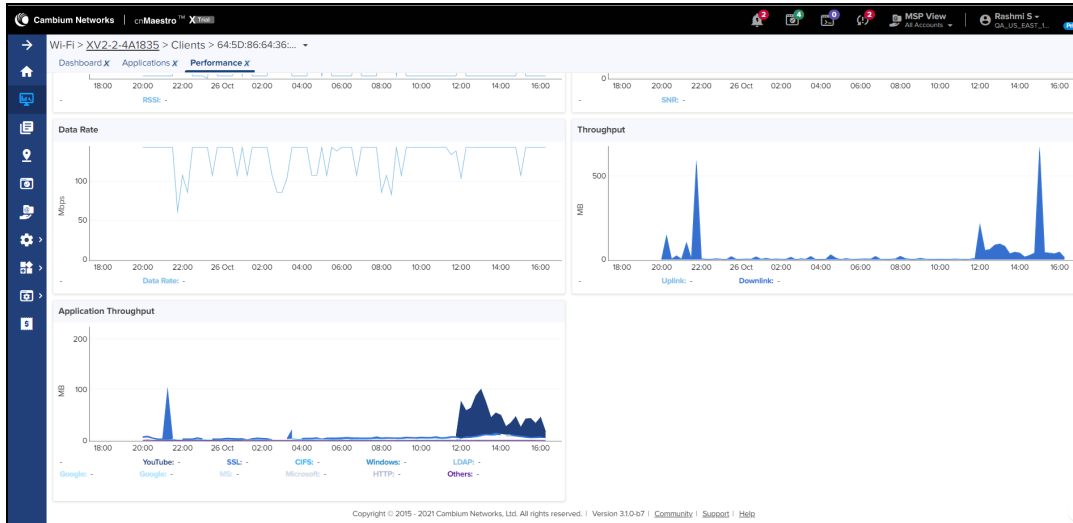 Cambium Networks | cnMaestro™ X Trial 2 4 0 2 MSP View All Accounts Rashmi S QA_US_EAST_1...
Wi-Fi > XV2-2-4A1835 > Clients > 64:5D:86:64:36:...
Dashboard X Applications X Performance X
18:00 20:00 22:00 26 Oct 02:00 04:00 06:00 08:00 10:00 12:00 14:00 16:00
- RSSI: -
0
18:00 20:00 22:00 26 Oct 02:00 04:00 06:00 08:00 10:00 12:00 14:00 16:00
- SNR: -
Data Rate
100
Mbps
50
0
18:00 20:00 22:00 26 Oct 02:00 04:00 06:00 08:00 10:00 12:00 14:00 16:00
- Data Rate: -
Throughput
500
MB
0
18:00 20:00 22:00 26 Oct 02:00 04:00 06:00 08:00 10:00 12:00 14:00 16:00
- Uplink: - Downlink: -
Application Throughput
200
MB
100
0
18:00 20:00 22:00 26 Oct 02:00 04:00 06:00 08:00 10:00 12:00 14:00 16:00
- YouTube: - SSL: - CIFS: - Windows: - LDAP: -
Google: - Google: - MS: - Microsoft: - HTTP: - Others: -
Copyright © 2015 - 2021 Cambium Networks, Ltd. All rights reserved. | Version 3.1.0-b7 | Community | Support | Help